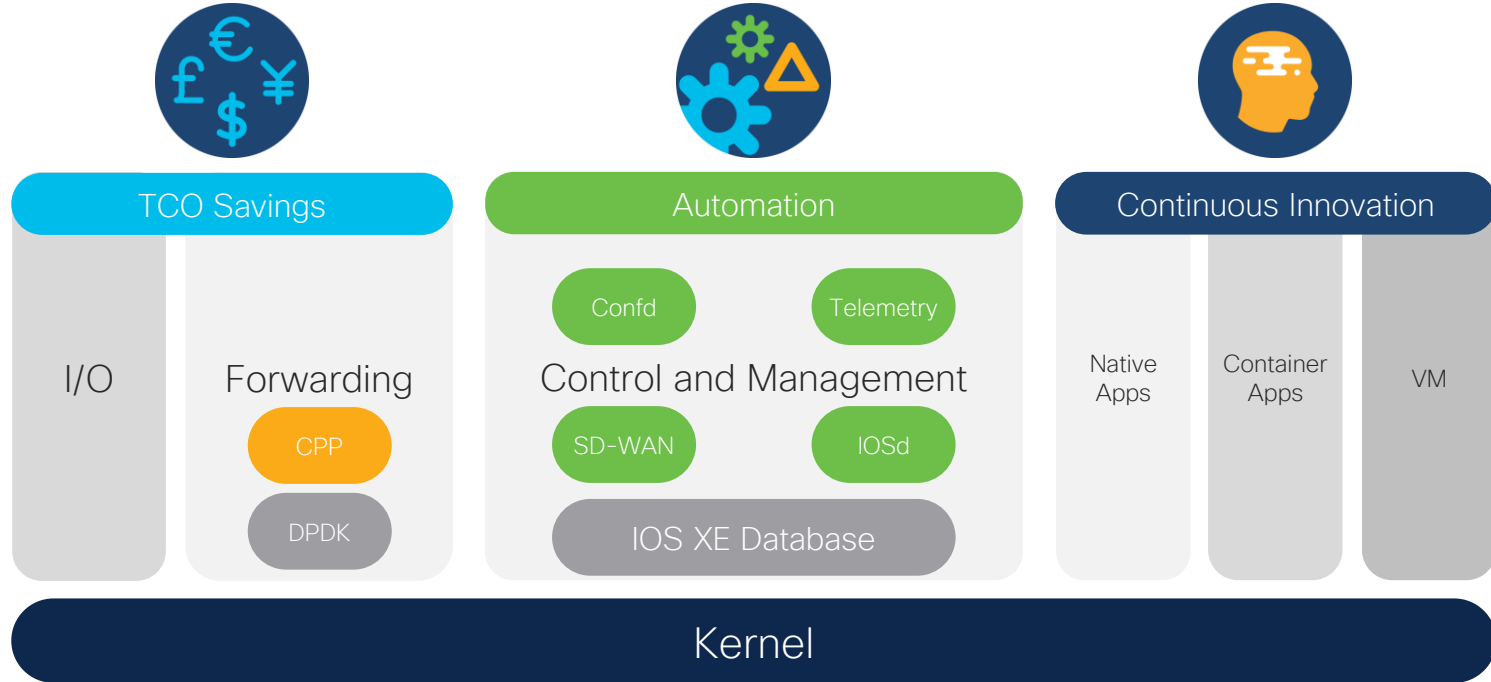 €
£
¥
$
TCO Savings
Automation
Continuous Innovation
I/O
Forwarding
CPP
DPDK
Confd
Telemetry
Control and Management
SD-WAN
IOSd
IOS XE Database
Native
Apps
Container
Apps
VM
Kernel